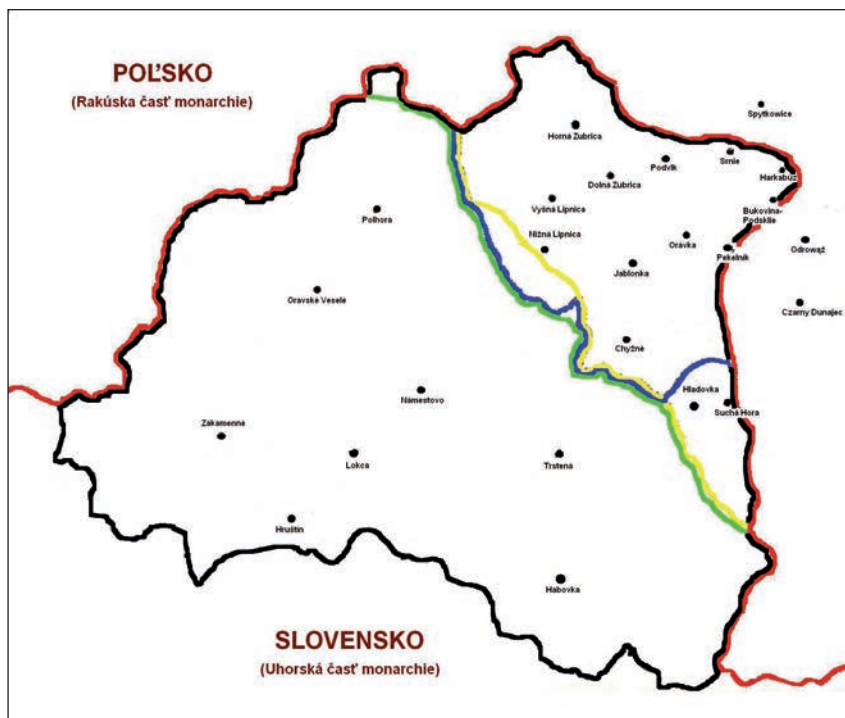 POĽSKO
(Rakúska časť monarchie)
Spytkowice
Horná Zubrica
Podvlk
Srnie
Harkabúz
Dolná Zubrica
Vyšná Lipnica
Bukovina-
Podsklie
Polhora
Nižná Lipnica
Orávka
Pekelník
Odrowąż
Jablonka
Oravské Veselé
Czarny Dunajec
Chyžné
Hladovka
Suchá Hora
Námestovo
Zákamenné
Lokca
Trstená
Hruštín
Habovka
SLOVENSKO
(Uhorská časť monarchie)